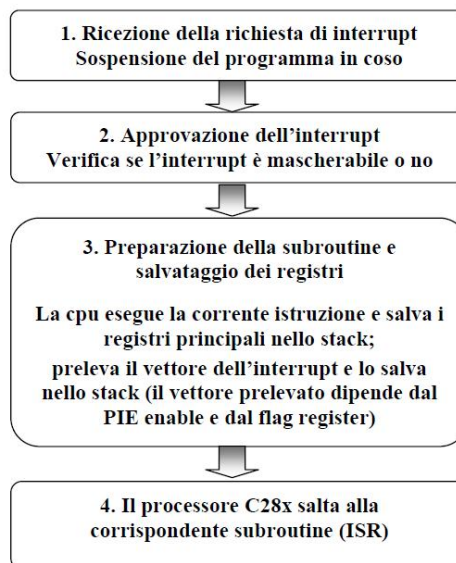 1. Ricezione della richiesta di interrupt
Sospensione del programma in coso
2. Approvazione dell'interrupt
Verifica se l'interrupt è mascherabile o no
3. Preparazione della subroutine e
salvataggio dei registri
La cpu esegue la corrente istruzione e salva i
registri principali nello stack;
preleva il vettore dell'interrupt e lo salva
nello stack (il vettore prelevato dipende dal
PIE enable e dal flag register)
4. Il processore C28x salta alla
corrispondente subroutine (ISR)